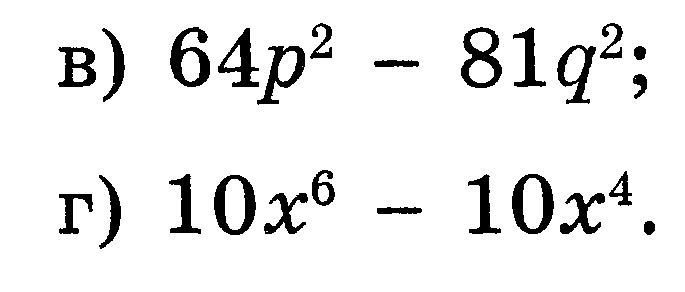 в) 64p² – 81q²;
г) 10x⁶ – 10x⁴.